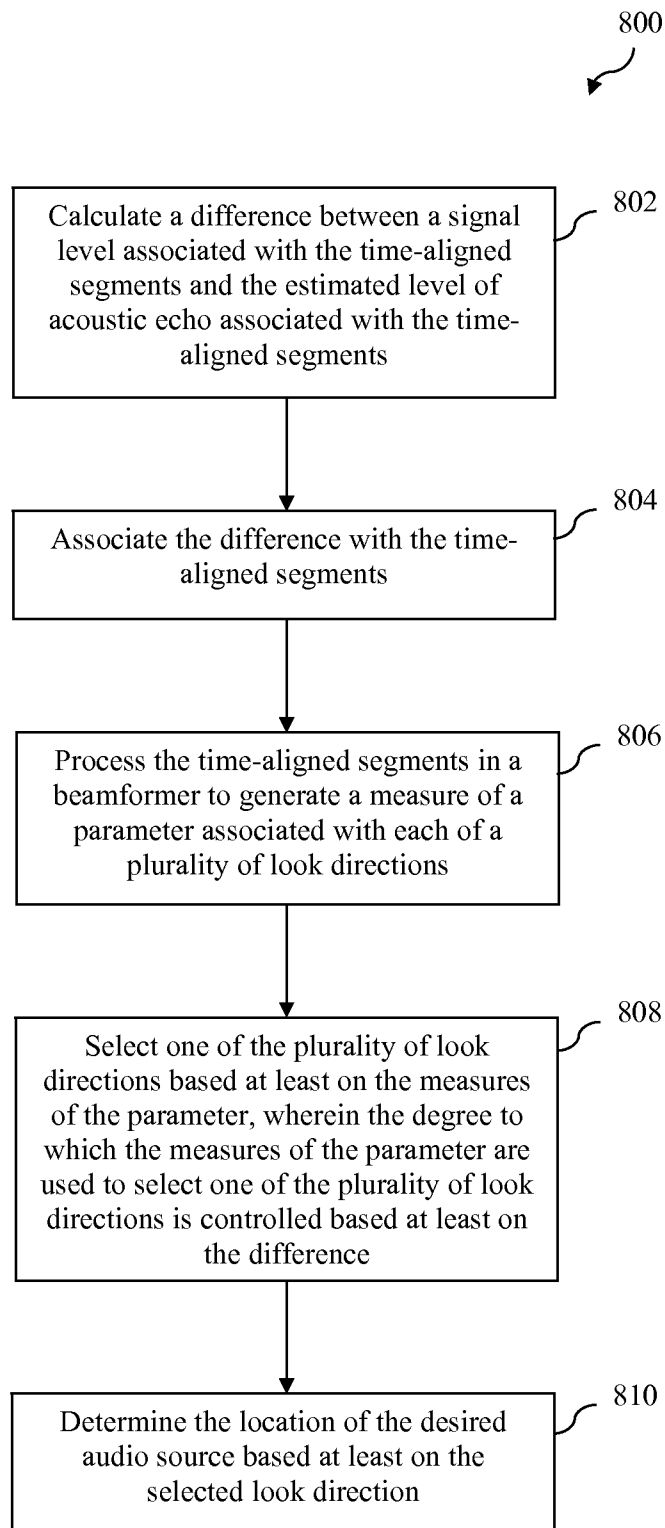 800
802
Calculate a difference between a signal
level associated with the time-aligned
segments and the estimated level of
acoustic echo associated with the time-
aligned segments
804
Associate the difference with the time-
aligned segments
806
Process the time-aligned segments in a
beamformer to generate a measure of a
parameter associated with each of a
plurality of look directions
808
Select one of the plurality of look
directions based at least on the measures
of the parameter, wherein the degree to
which the measures of the parameter are
used to select one of the plurality of look
directions is controlled based at least on
the difference
810
Determine the location of the desired
audio source based at least on the
selected look direction